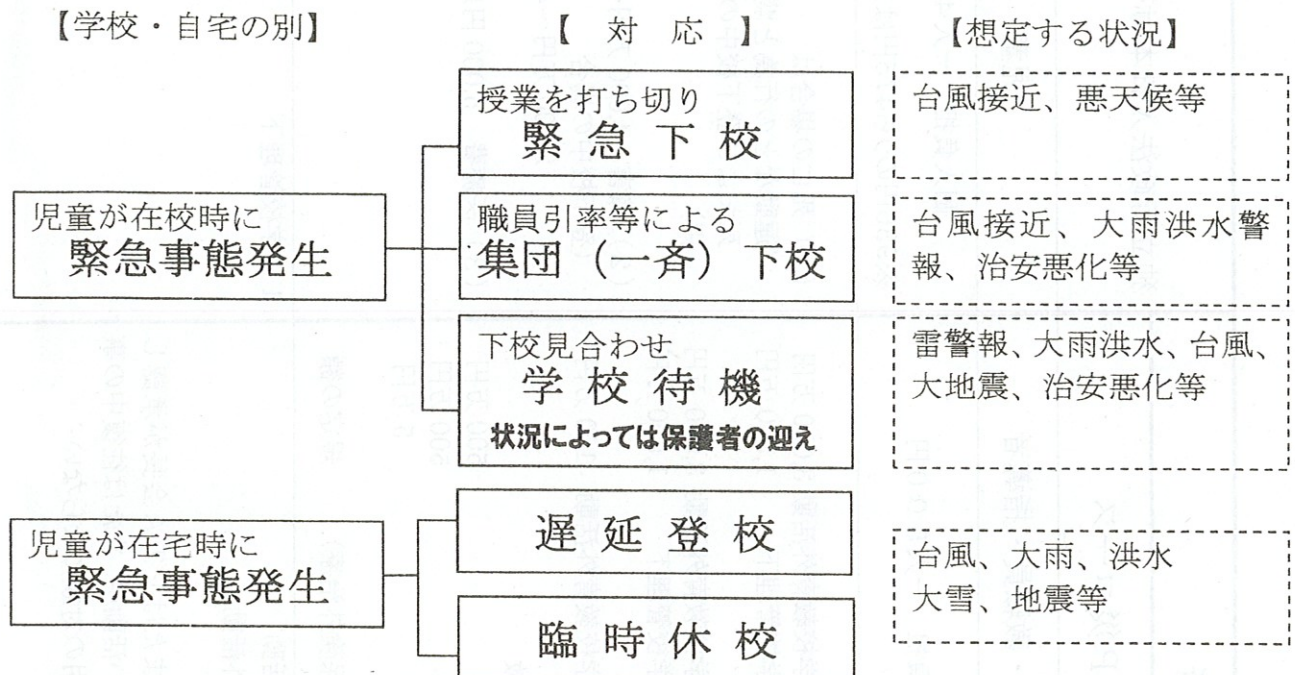 【学校・自宅の別】
【　対　応　】
【想定する状況】
児童が在校時に
緊急事態発生
授業を打ち切り
緊 急 下 校
台風接近、悪天候等
職員引率等による
集団（一斉）下校
台風接近、大雨洪水警
報、治安悪化等
下校見合わせ
学 校 待 機
状況によっては保護者の迎え
雷警報、大雨洪水、台風、
大地震、治安悪化等
児童が在宅時に
緊急事態発生
遅 延 登 校
臨 時 休 校
台風、大雨、洪水
大雪、地震等